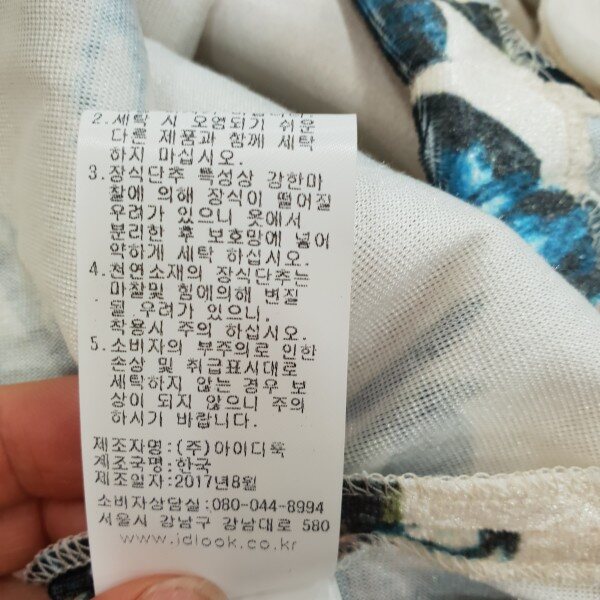 2.세탁 시 오염되기 쉬운
다른 제품과 함께 세탁
하지 마십시오.
3.장식단추 특성상 강한마
찰에 의해 장식이 떨어질
우려가 있으니 옷에서
분리한 후 보호망에 넣어
약하게 세탁 하십시오.
4.천연소재의 장식단추는
마찰및 힘에의해 변질
될 우려가 있으니,
착용시 주의 하십시오.
5.소비자의 부주의로 인한
손상 및 취급표시대로
세탁하지 않는 경우 보
상이 되지 않으니 주의
하시기 바랍니다.
제조자명:(주)아이디룩
제조국명:한국
제조일자:2017년8월
소비자상담실:080-044-8994
서울시 강남구 강남대로 580
www.idlook.co.kr